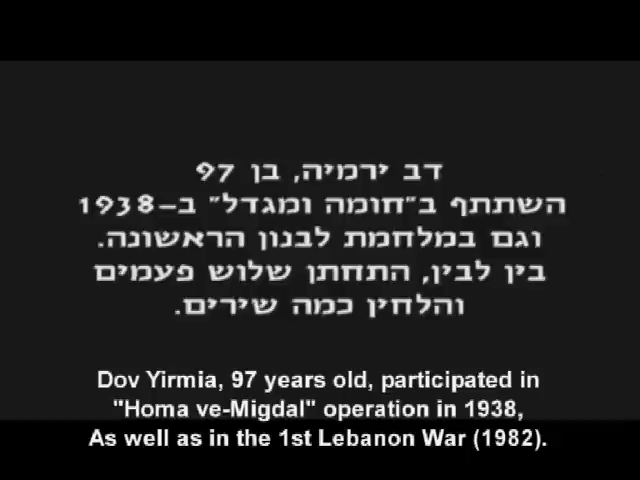 דב ירמיה, בן 97
השתתף ב"חומה ומגדל" ב-1938
וגם במלחמת לבנון הראשונה.
בין לבין, התחתן שלוש פעמים
והלחין כמה שירים.
Dov Yirmia, 97 years old, participated in
"Homa ve-Migdal" operation in 1938,
As well as in the 1st Lebanon War (1982).